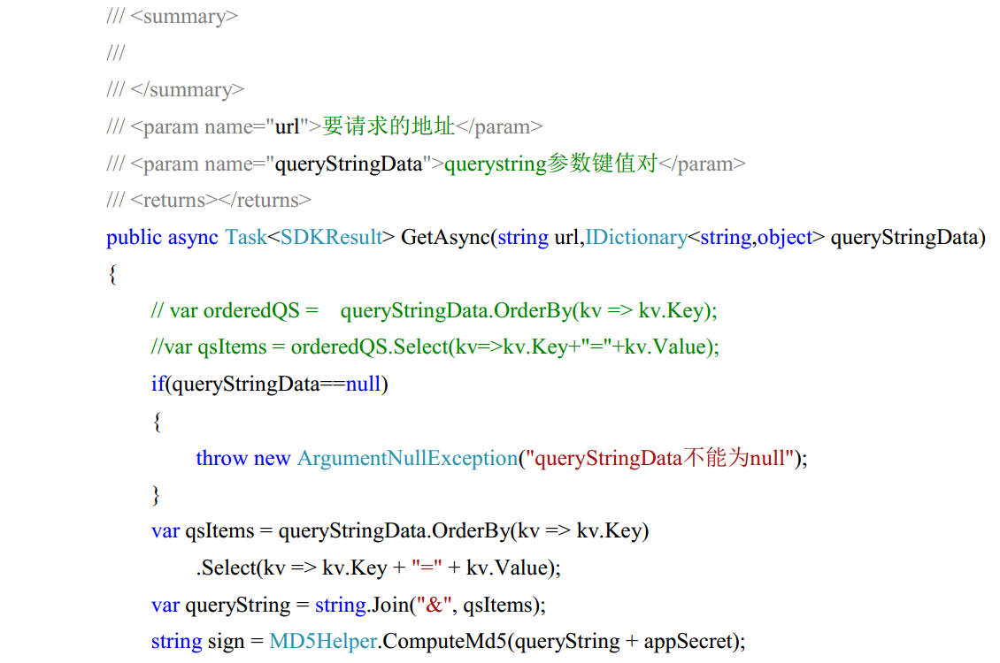 /// <summary>
///
/// </summary>
/// <param name="url">要请求的地址</param>
/// <param name="queryStringData">querystring参数键值对</param>
/// <returns></returns>
public async Task<SDKResult> GetAsync(string url,IDictionary<string,object> queryStringData)
{
// var orderedQS =    queryStringData.OrderBy(kv => kv.Key);
//var qsItems = orderedQS.Select(kv=>kv.Key+"="+kv.Value);
if(queryStringData==null)
{
throw new ArgumentNullException("queryStringData不能为null");
}
var qsItems = queryStringData.OrderBy(kv => kv.Key)
.Select(kv => kv.Key + "=" + kv.Value);
var queryString = string.Join("&", qsItems);
string sign = MD5Helper.ComputeMd5(queryString + appSecret);